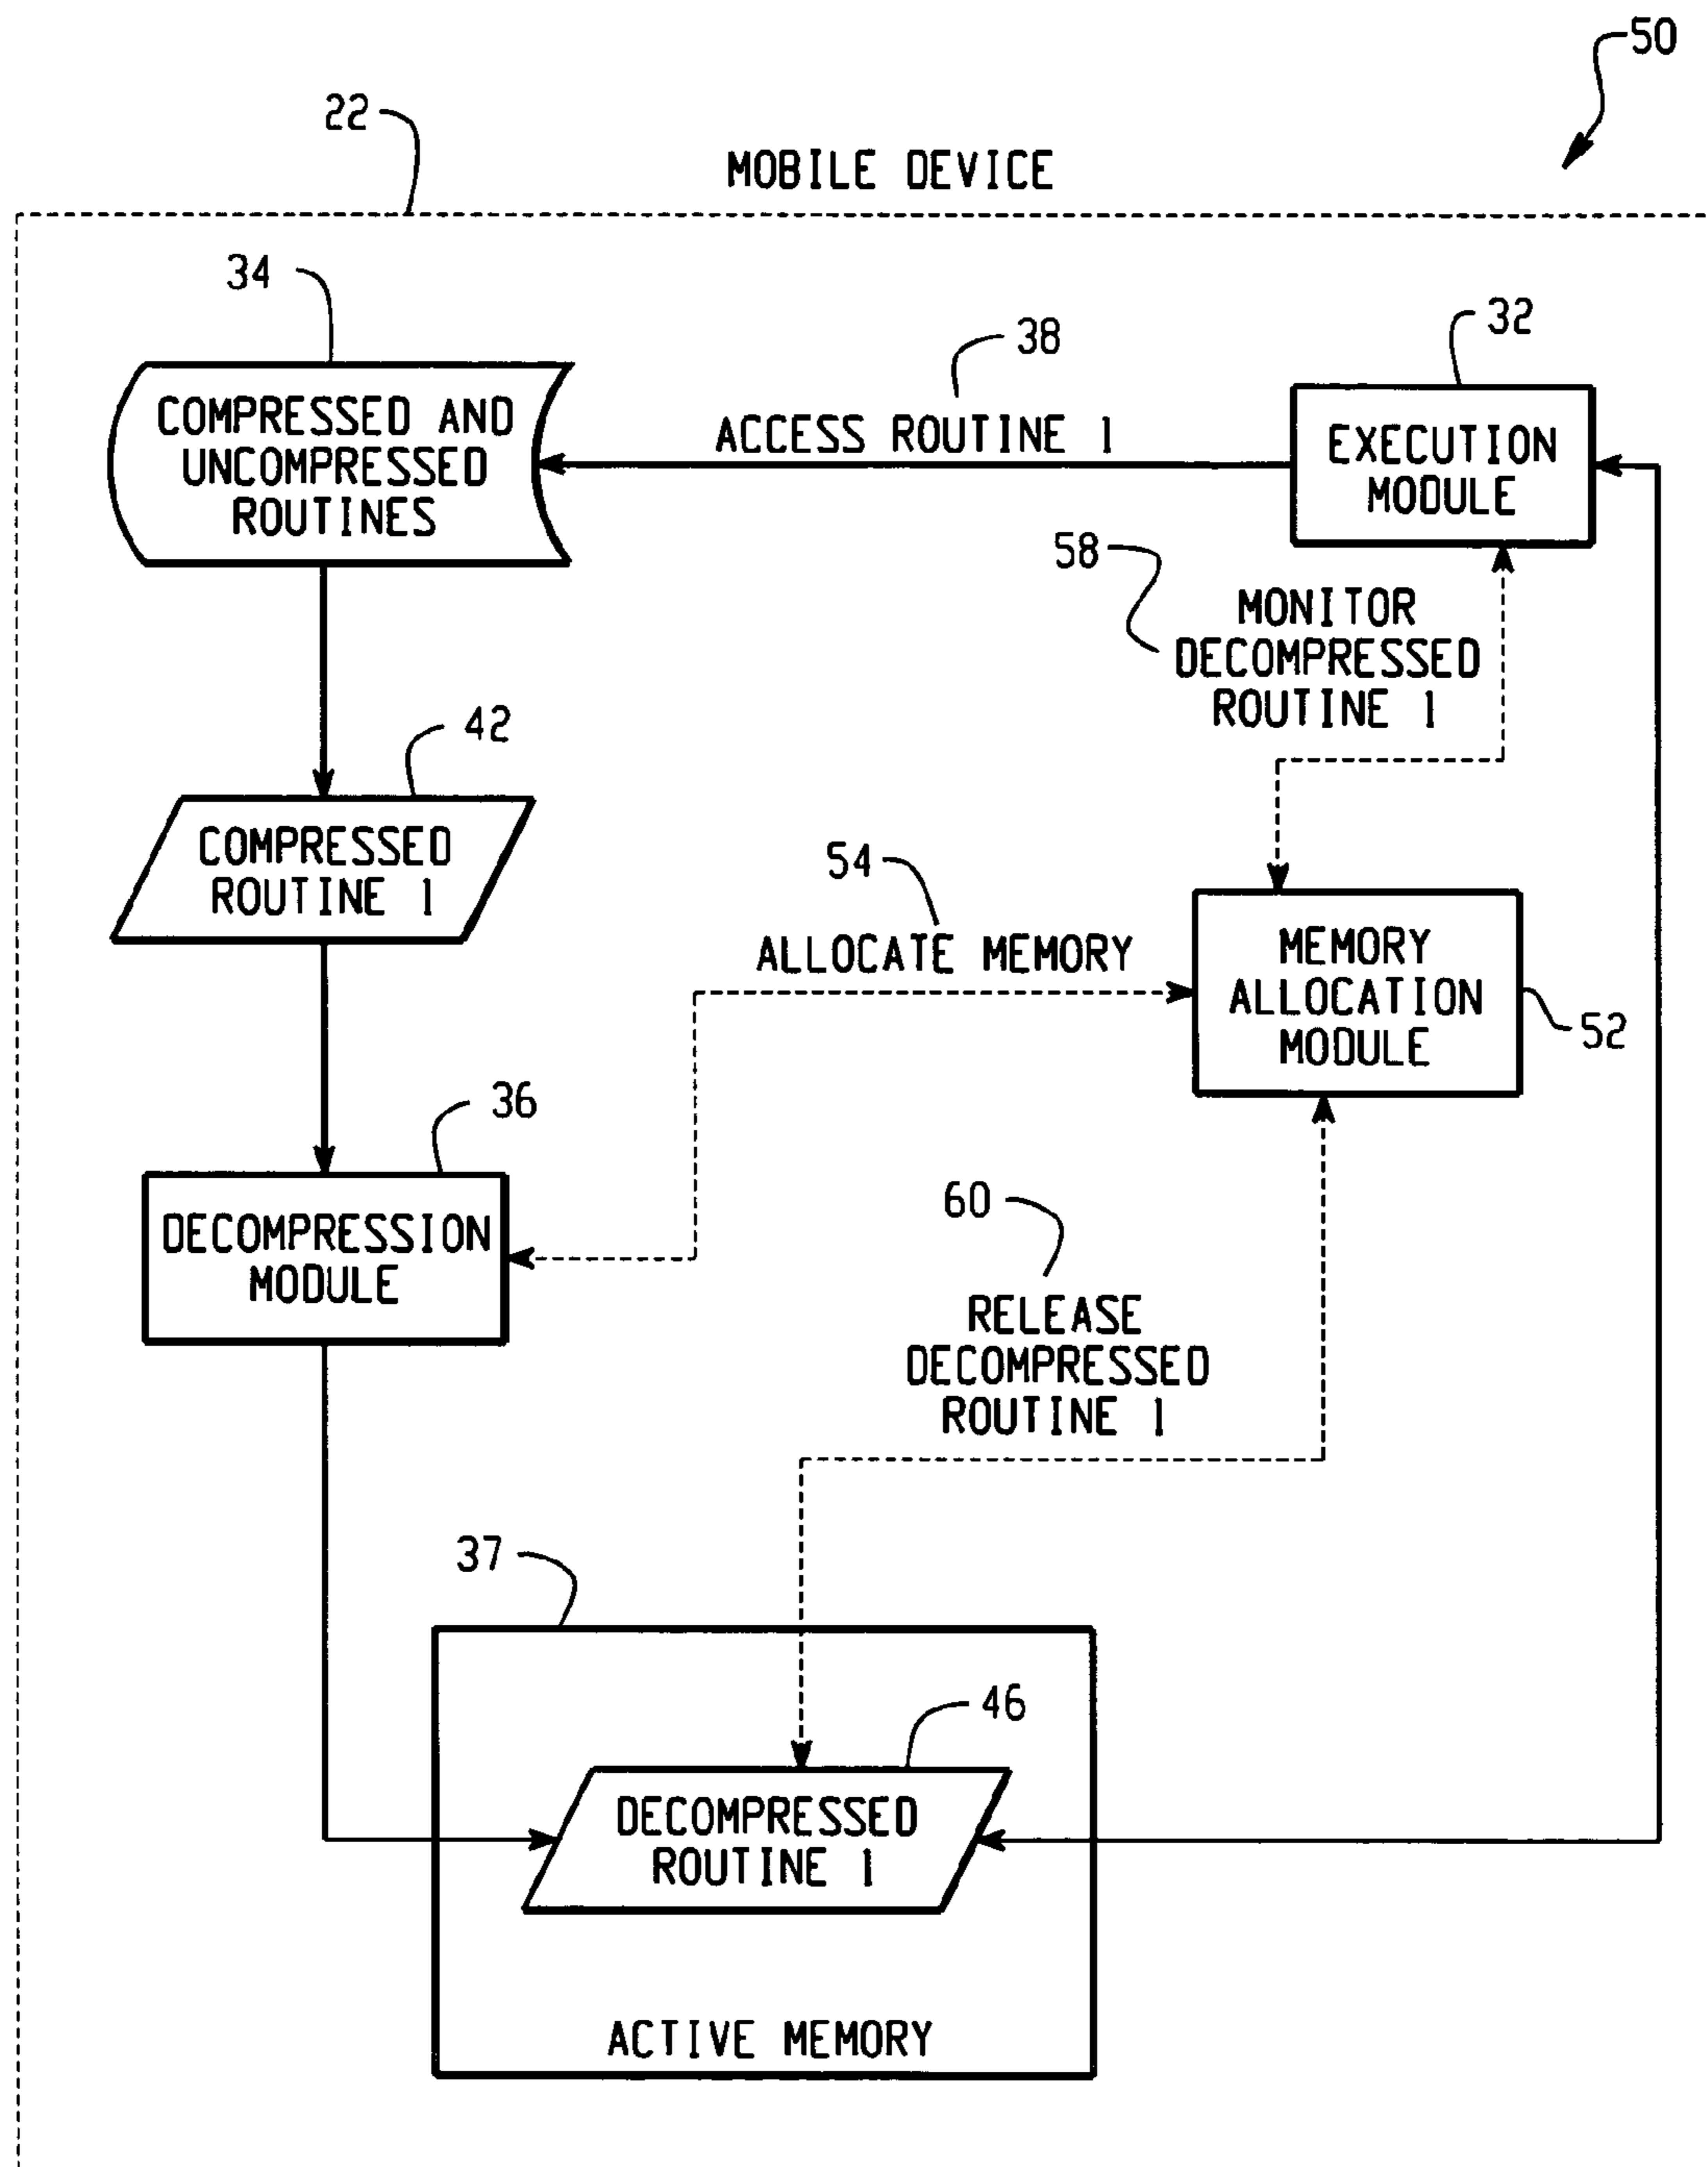 50
22
MOBILE DEVICE
34
32
38
COMPRESSED AND
UNCOMPRESSED
ROUTINES
ACCESS ROUTINE 1
EXECUTION
MODULE
58
MONITOR
DECOMPRESSED
ROUTINE 1
42
COMPRESSED
ROUTINE 1
54
ALLOCATE MEMORY
MEMORY
ALLOCATION
MODULE
52
36
DECOMPRESSION
MODULE
60
RELEASE
DECOMPRESSED
ROUTINE 1
37
46
DECOMPRESSED
ROUTINE 1
ACTIVE MEMORY